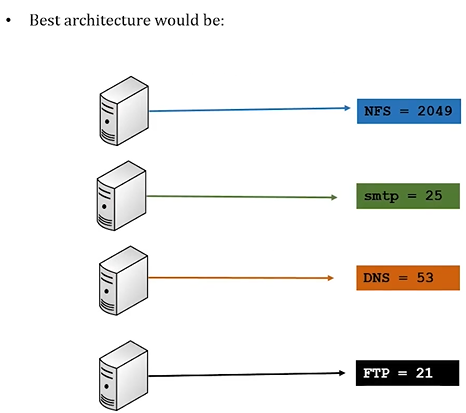 • Best architecture would be:
NFS = 2049
smtp = 25
DNS = 53
FTP = 21